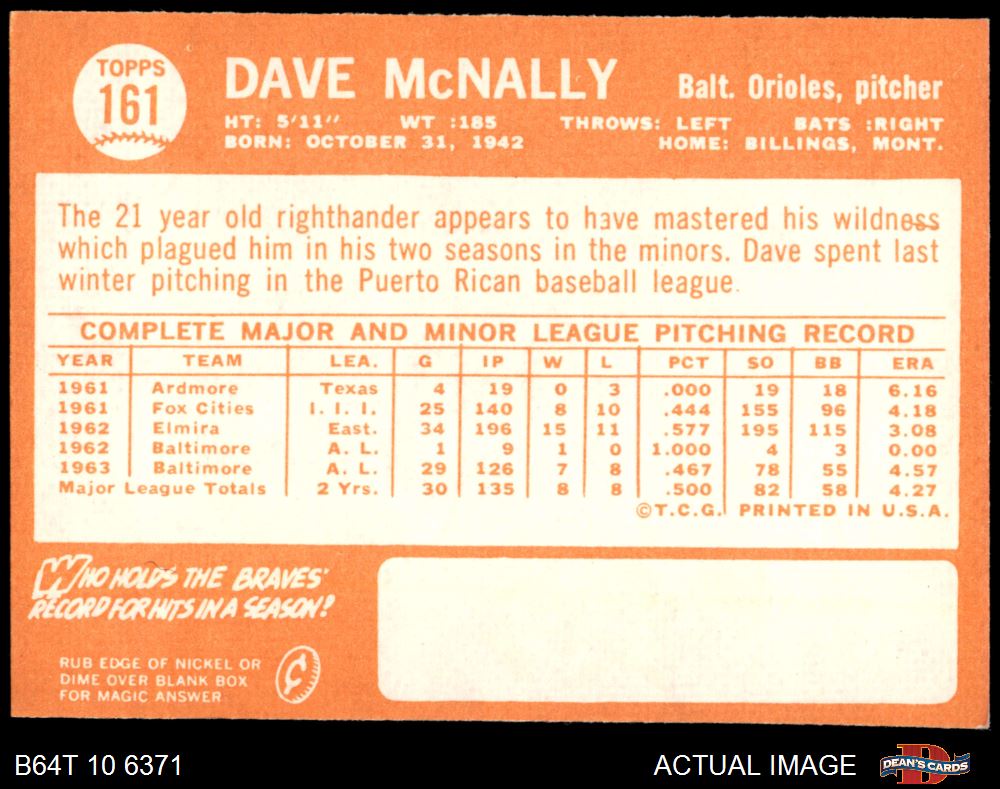 TOPPS
161
DAVE McNALLY
Balt. Orioles, pitcher
HT: 5'11" WT :185 THROWS: LEFT BATS :RIGHT
BORN: OCTOBER 31, 1942 HOME: BILLINGS, MONT.
The 21 year old righthander appears to have mastered his wildness
which plagued him in his two seasons in the minors. Dave spent last
winter pitching in the Puerto Rican baseball league.
COMPLETE MAJOR AND MINOR LEAGUE PITCHING RECORD
YEAR TEAM LEA. G IP W L PCT SO BB ERA
1961 Ardmore Texas 4 19 0 3 .000 19 18 6.16
1961 Fox Cities I. I. I. 25 140 8 10 .444 155 96 4.18
1962 Elmira East. 34 196 15 11 .577 195 115 3.08
1962 Baltimore A. L. 1 9 1 0 1.000 4 3 0.00
1963 Baltimore A. L. 29 126 7 8 .467 78 55 4.57
Major League Totals 2 Yrs. 30 135 8 8 .500 82 58 4.27
©T.C.G. PRINTED IN U.S.A.
WHO HOLDS THE BRAVES'
RECORD FOR HITS IN A SEASON?
RUB EDGE OF NICKEL OR
DIME OVER BLANK BOX
FOR MAGIC ANSWER
¢
B64T 10 6371
ACTUAL IMAGE
D
DEAN'S CARDS